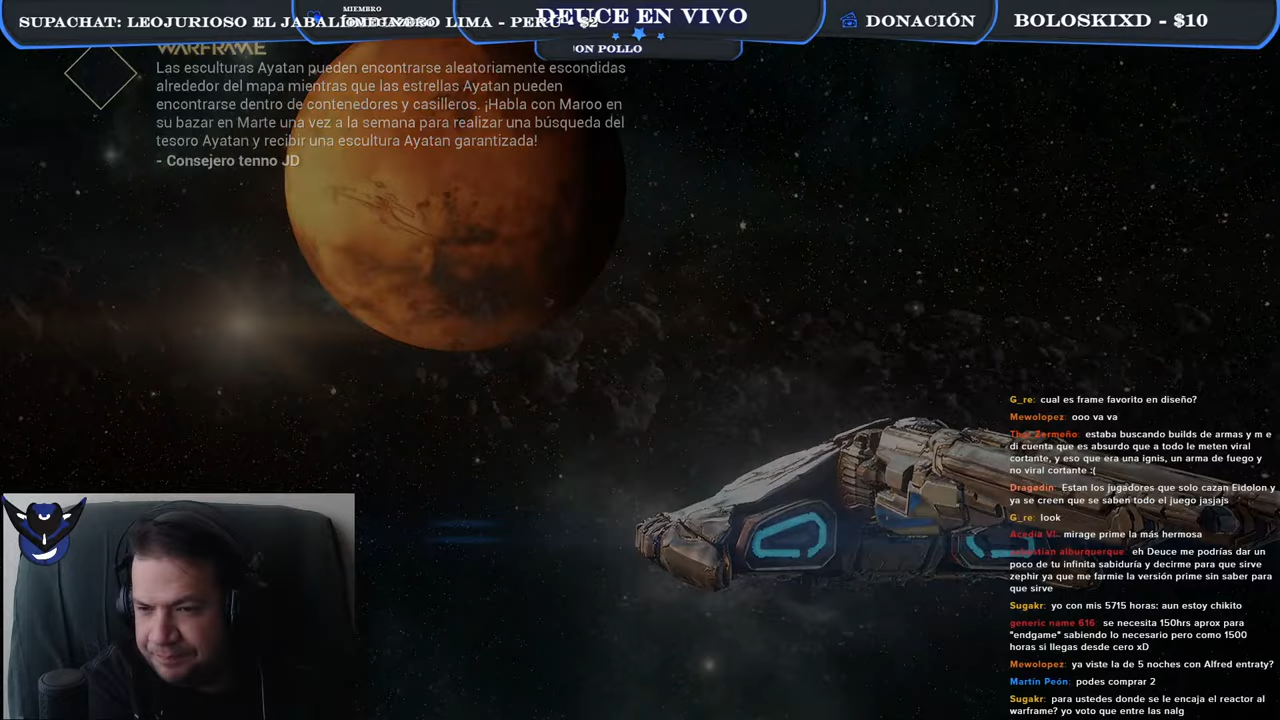 SUPACHAT: LEOJURIOSO EL JABALÍ
LIMA - PERÚ - $2
MIEMBRO
DEUCE EN VIVO
DONACIÓN
BOLOSKIXD - $10
ON POLLO
WARFRAME
Las esculturas Ayatan pueden encontrarse aleatoriamente escondidas
alrededor del mapa mientras que las estrellas Ayatan pueden
encontrarse dentro de contenedores y casilleros. ¡Habla con Maroo en
su bazar en Marte una vez a la semana para realizar una búsqueda del
tesoro Ayatan y recibir una escultura Ayatan garantizada!
- Consejero tenno JD
G_re: cual es frame favorito en diseño?
Mewolopez: ooo va va
Zermeño: estaba buscando builds de armas y m e
di cuenta que es absurdo que a todo le meten viral
cortante, y eso que era una ignis, un arma de fuego y
no viral cortante :(
Dragedin: Estan los jugadores que solo cazan Eidolon y
ya se creen que se saben todo el juego jasjajs
G_re: look
Acedia VI: mirage prime la más hermosa
sebastian alburquerque: eh Deuce me podrías dar un
poco de tu infinita sabiduría y decirme para que sirve
zephir ya que me farmie la versión prime sin saber para
que sirve
Sugakr: yo con mis 5715 horas: aun estoy chikito
generic name 616: se necesita 150hrs aprox para
"endgame" sabiendo lo necesario pero como 1500
horas si llegas desde cero xD
Mewolopez: ya viste la de 5 noches con Alfred entraty?
Martín Peón: podes comprar 2
Sugakr: para ustedes donde se le encaja el reactor al
warframe? yo voto que entre las nalg